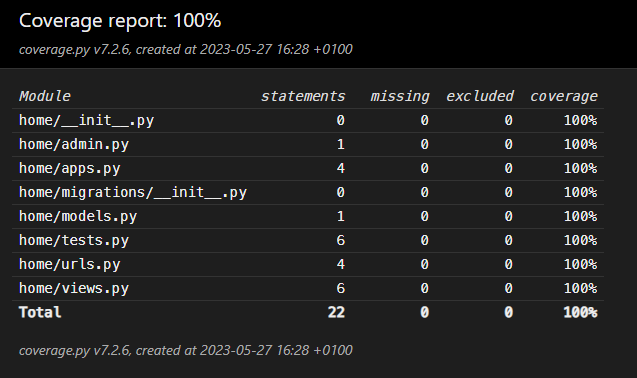 Coverage report: 100%
coverage.py v7.2.6, created at 2023-05-27 16:28 +0100
Module statements missing excluded coverage
home/__init__.py 0 0 0 100%
home/admin.py 1 0 0 100%
home/apps.py 4 0 0 100%
home/migrations/__init__.py 0 0 0 100%
home/models.py 1 0 0 100%
home/tests.py 6 0 0 100%
home/urls.py 4 0 0 100%
home/views.py 6 0 0 100%
Total 22 0 0 100%
coverage.py v7.2.6, created at 2023-05-27 16:28 +0100